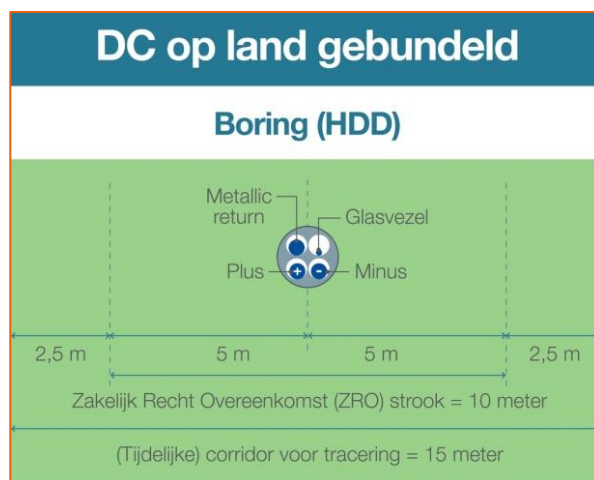 DC op land gebundeld
Boring (HDD)
Metallic
return
Glasvezel
Plus
+
-
Minus
2,5 m
5 m
5 m
2,5 m
Zakelijk Recht Overeenkomst (ZRO) strook = 10 meter
(Tijdelijke) corridor voor tracering = 15 meter